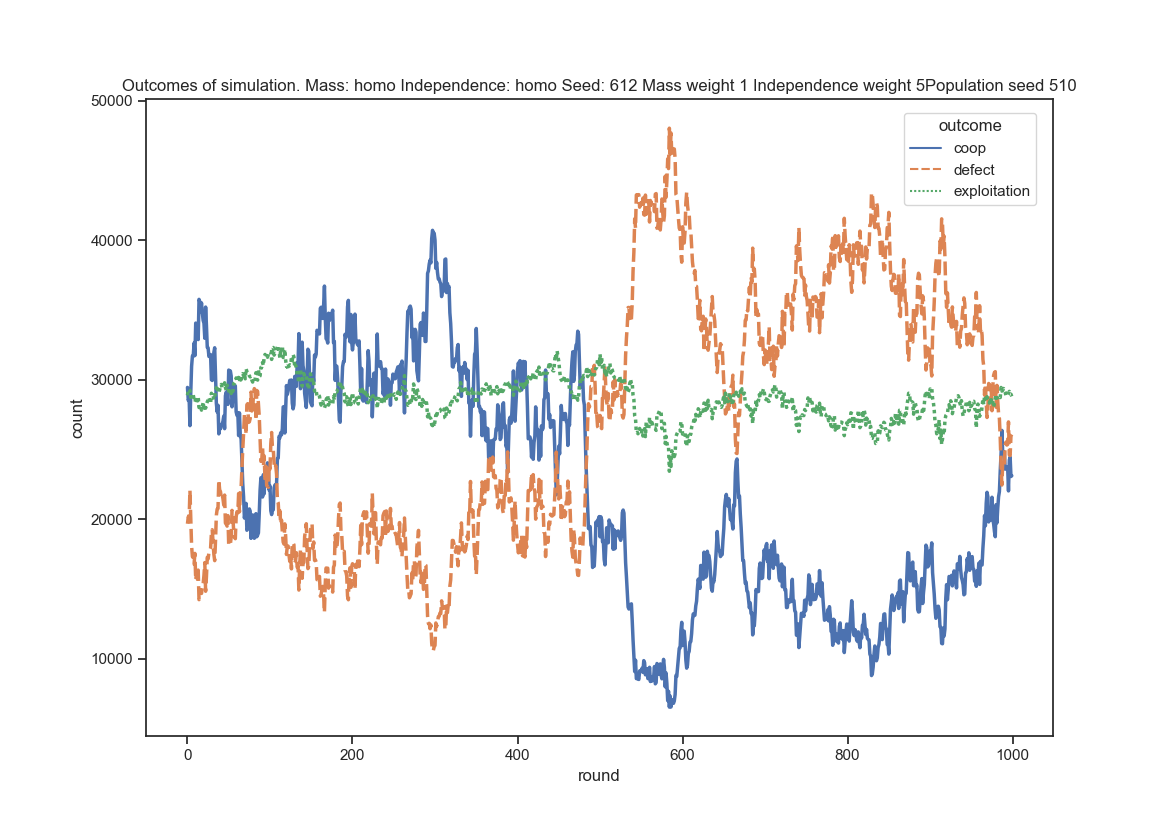 Outcomes of simulation. Mass: homo Independence: homo Seed: 612 Mass weight 1 Independence weight 5Population seed 510
50000
40000
30000
20000
10000
count
outcome
coop
defect
exploitation
0
200
400
600
800
1000
round